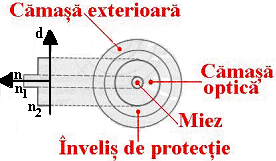 Cămașă exterioară
d
Cămașă
optică
n
n1
n2
Miez
Înveliș de protecție